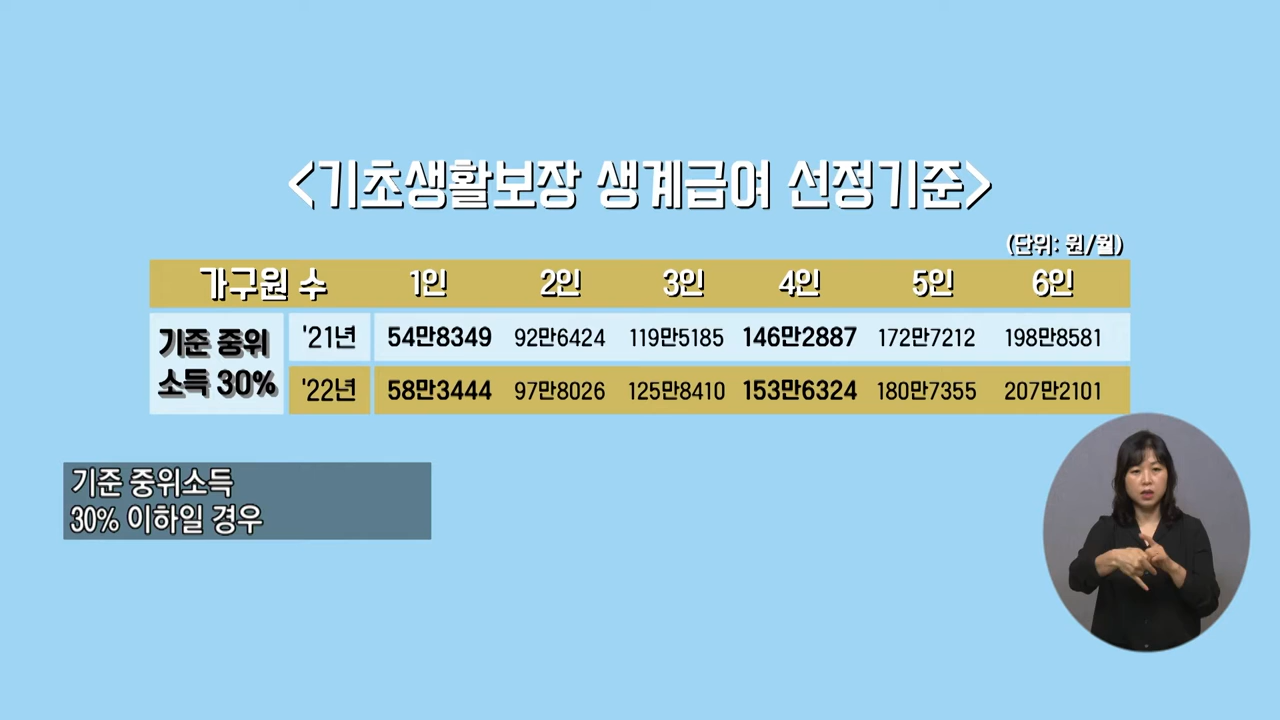 <기초생활보장 생계급여 선정기준>
(단위: 원/월)
가구원 수 1인 2인 3인 4인 5인 6인
기준 중위 소득 30%
'21년 54만8349 92만6424 119만5185 146만2887 172만7212 198만8581
'22년 58만3444 97만8026 125만8410 153만6324 180만7355 207만2101
기준 중위소득
30% 이하일 경우